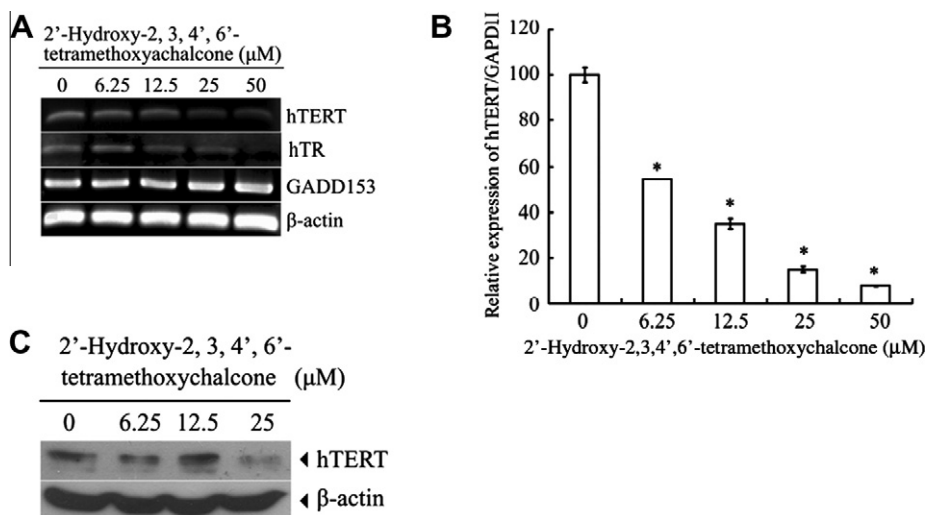 A
2’-Hydroxy-2, 3, 4’, 6’-
tetramethoxyachalcone (μM)
0 6.25 12.5 25 50
hTERT
hTR
GADD153
β-actin
B
Relative expression of hTERT/GAPDH
120
100
80
60
40
20
0
*
*
*
*
0 6.25 12.5 25 50
2’-Hydroxy-2,3,4’,6’-tetramethoxychalcone (μM)
C
2’-Hydroxy-2, 3, 4’, 6’-
tetramethoxychalcone (μM)
0 6.25 12.5 25
hTERT
β-actin